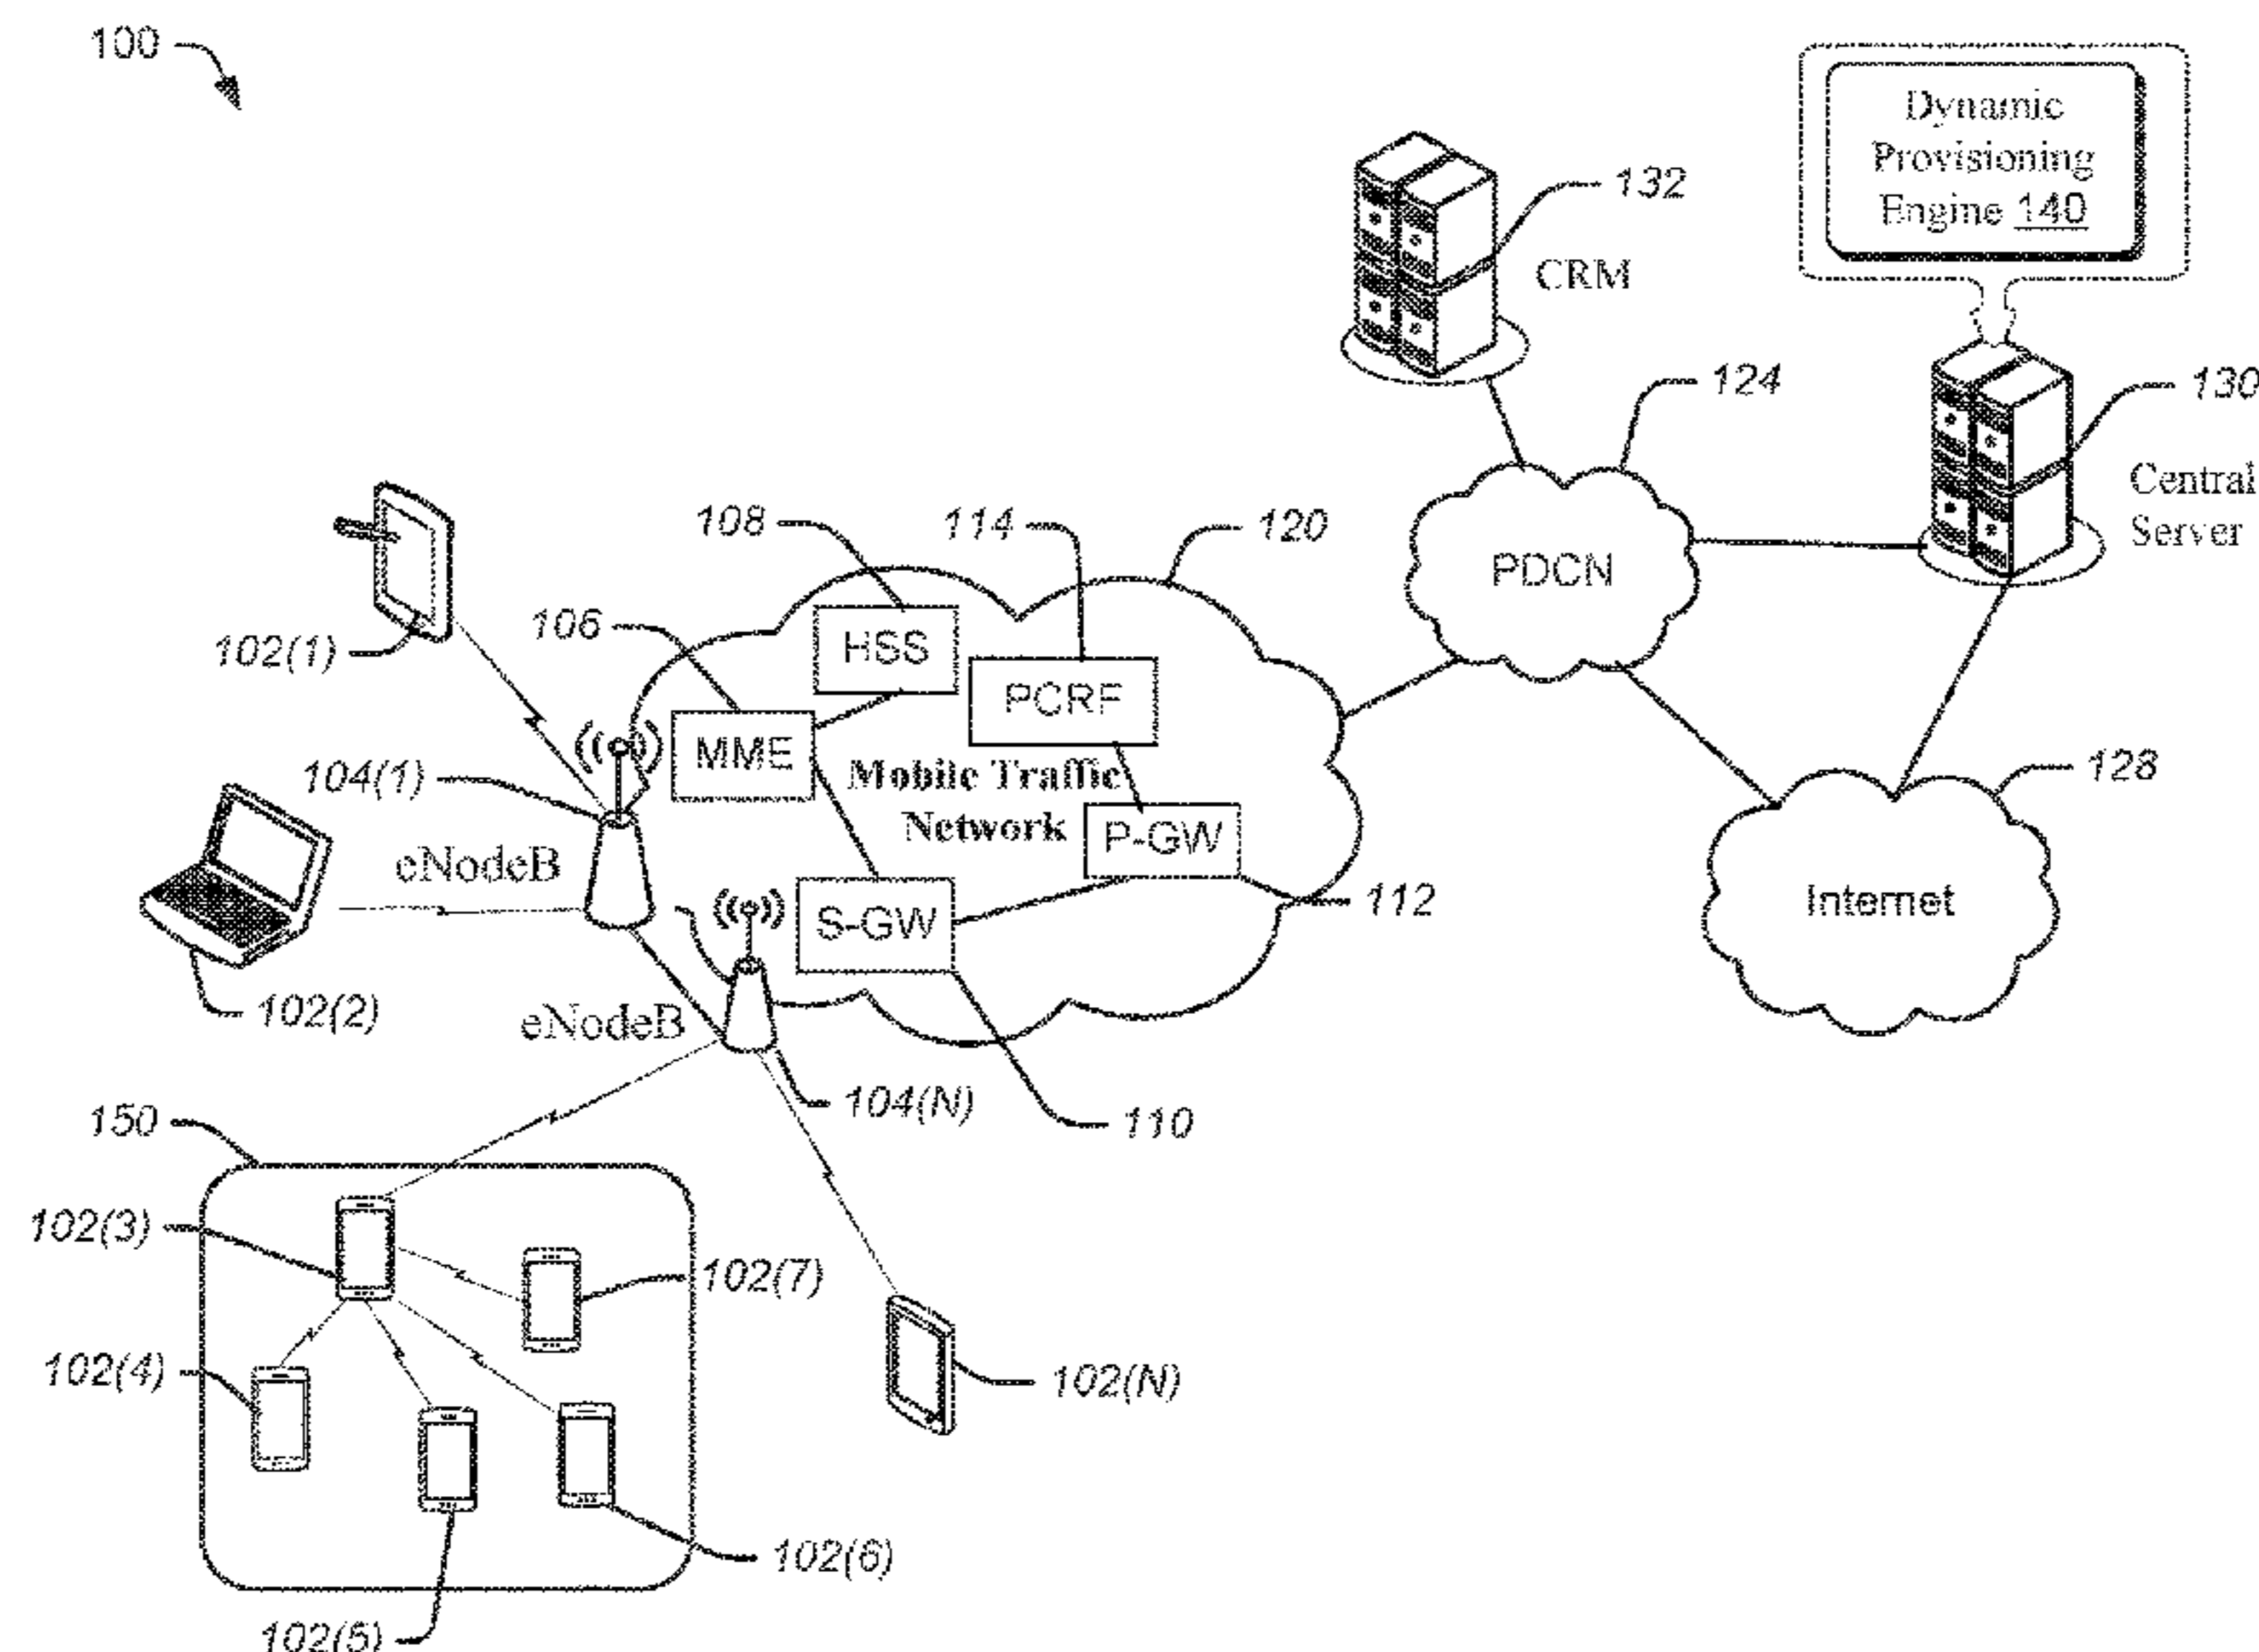 100
Dynamic
Provisioning
Engine 140
132
CRM
124
130
Central
Server
108
114
120
PDCN
102(1)
106
HSS
PCRF
MME
104(1)
Mobile Traffic
Network
128
eNodeB
P-GW
S-GW
112
Internet
102(2)
eNodeB
104(N)
110
150
102(3)
102(7)
102(4)
102(N)
102(6)
102(5)